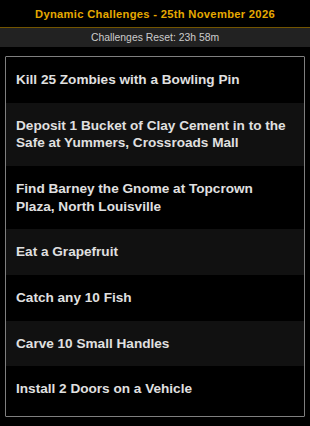 Dynamic Challenges - 25th November 2026
Challenges Reset: 23h 58m
Kill 25 Zombies with a Bowling Pin
Deposit 1 Bucket of Clay Cement in to the
Safe at Yummers, Crossroads Mall
Find Barney the Gnome at Topcrown
Plaza, North Louisville
Eat a Grapefruit
Catch any 10 Fish
Carve 10 Small Handles
Install 2 Doors on a Vehicle